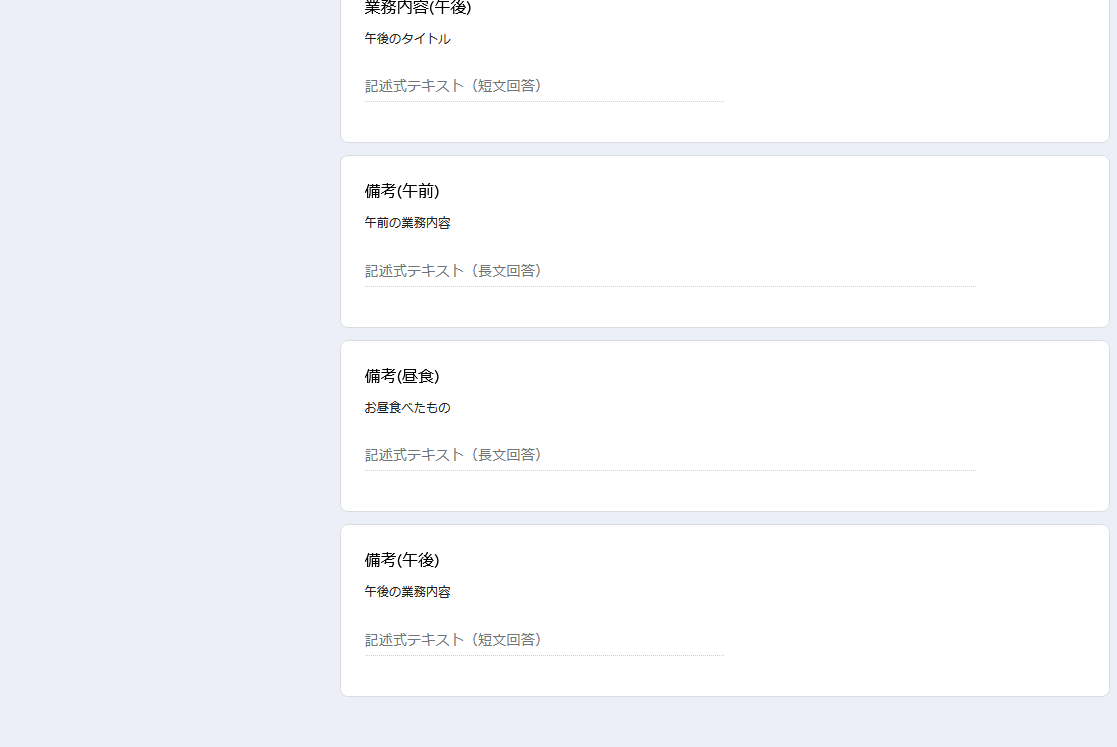 業務内容(午後)
午後のタイトル
記述式テキスト（短文回答）
備考(午前)
午前の業務内容
記述式テキスト（長文回答）
備考(昼食)
お昼食べたもの
記述式テキスト（長文回答）
備考(午後)
午後の業務内容
記述式テキスト（短文回答）